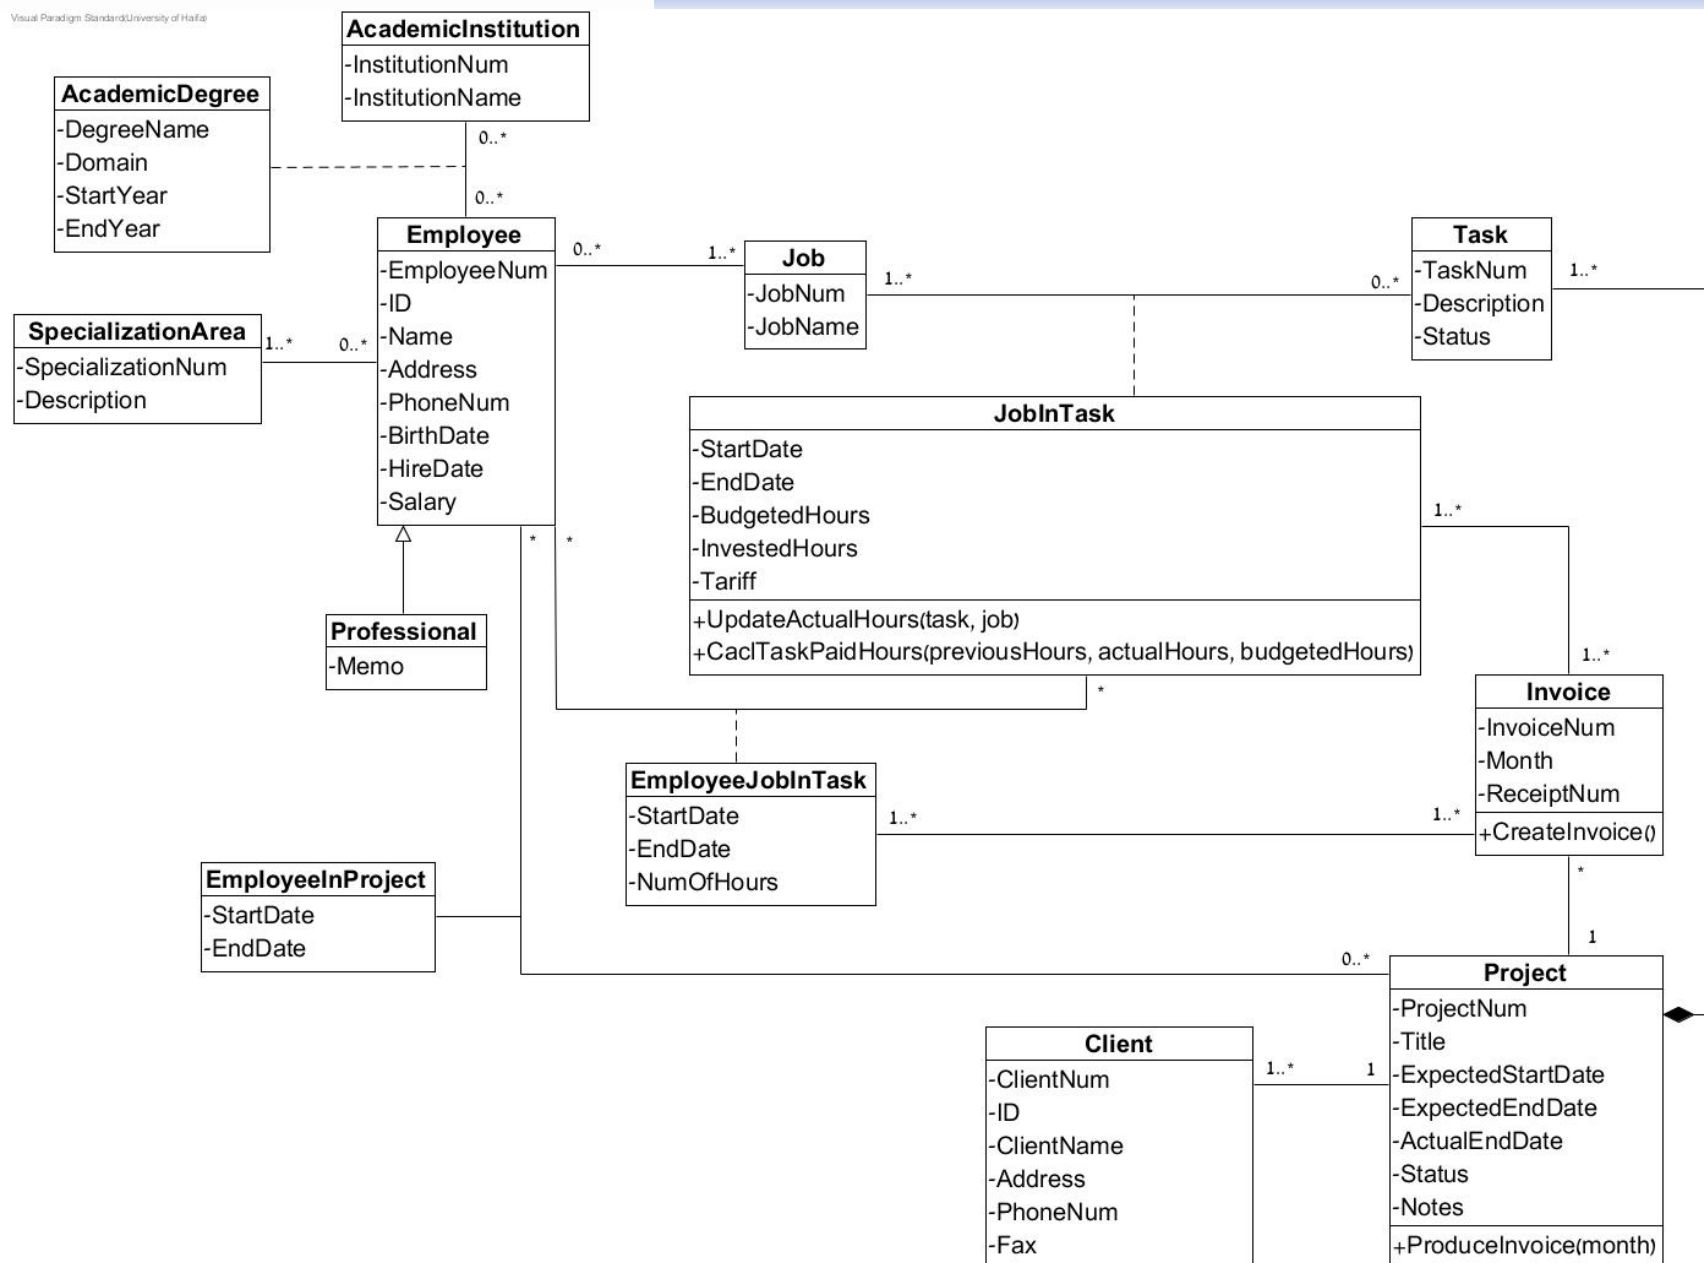 Visual Paradigm Standard(University of Haifa)
AcademicInstitution
-InstitutionNum
-InstitutionName
AcademicDegree
-DegreeName
-Domain
-StartYear
-EndYear
0..*
0..*
Employee
-EmployeeNum
-ID
-Name
-Address
-PhoneNum
-BirthDate
-HireDate
-Salary
0..*
1..*
Job
-JobNum
-JobName
1..*
0..*
Task
-TaskNum
-Description
-Status
1..*
SpecializationArea
-SpecializationNum
-Description
1..*
0..*
JobInTask
-StartDate
-EndDate
-BudgetedHours
-InvestedHours
-Tariff
+UpdateActualHours(task, job)
+CaclTaskPaidHours(previousHours, actualHours, budgetedHours)
1..*
1..*
*
*
*
Professional
-Memo
Invoice
-InvoiceNum
-Month
-ReceiptNum
+CreateInvoice()
EmployeeJobInTask
-StartDate
-EndDate
-NumOfHours
1..*
1..*
*
1
EmployeeInProject
-StartDate
-EndDate
0..*
Project
-ProjectNum
-Title
-ExpectedStartDate
-ExpectedEndDate
-ActualEndDate
-Status
-Notes
+ProduceInvoice(month)
Client
-ClientNum
-ID
-ClientName
-Address
-PhoneNum
-Fax
1..*
1